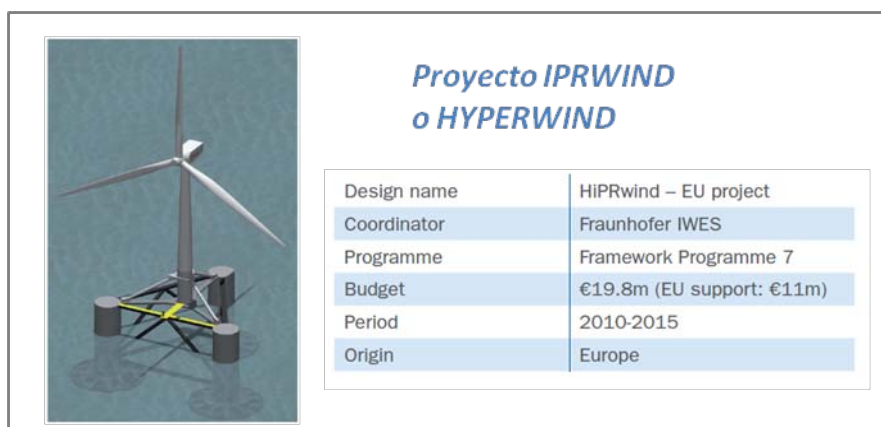 Proyecto IPRWIND
o HYPERWIND
Design name HiPRwind – EU project
Coordinator Fraunhofer IWES
Programme Framework Programme 7
Budget €19.8m (EU support: €11m)
Period 2010-2015
Origin Europe